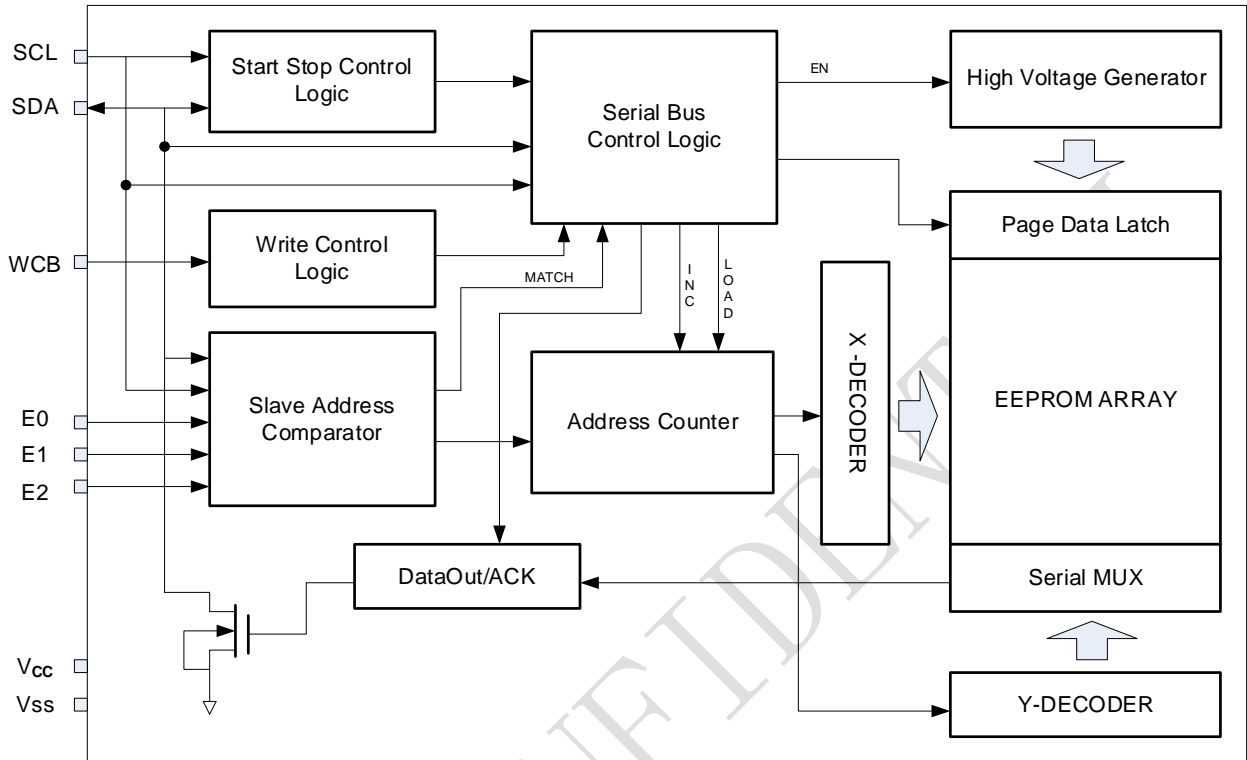 SCL
SDA
WCB
E0
E1
E2
Vcc
Vss
Start Stop Control
Logic
Serial Bus
Control Logic
EN
High Voltage Generator
Write Control
Logic
MATCH
INC
LOAD
Page Data Latch
Slave Address
Comparator
Address Counter
X -DECODER
EEPROM ARRAY
DataOut/ACK
Serial MUX
Y-DECODER